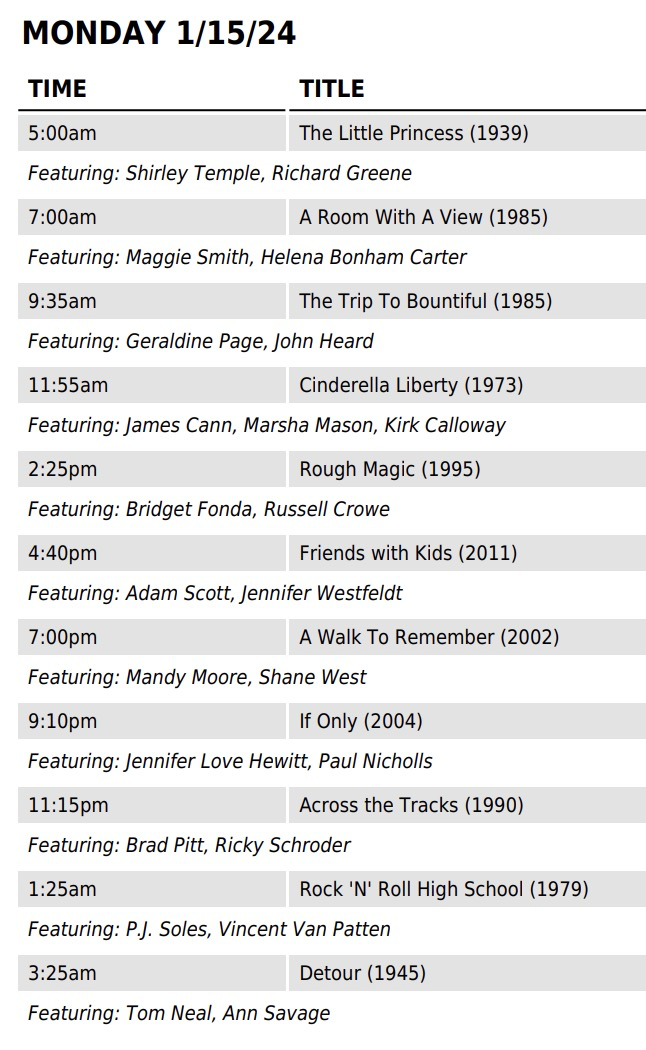 MONDAY 1/15/24
TIME TITLE
5:00am The Little Princess (1939)
Featuring: Shirley Temple, Richard Greene
7:00am A Room With A View (1985)
Featuring: Maggie Smith, Helena Bonham Carter
9:35am The Trip To Bountiful (1985)
Featuring: Geraldine Page, John Heard
11:55am Cinderella Liberty (1973)
Featuring: James Cann, Marsha Mason, Kirk Calloway
2:25pm Rough Magic (1995)
Featuring: Bridget Fonda, Russell Crowe
4:40pm Friends with Kids (2011)
Featuring: Adam Scott, Jennifer Westfeldt
7:00pm A Walk To Remember (2002)
Featuring: Mandy Moore, Shane West
9:10pm If Only (2004)
Featuring: Jennifer Love Hewitt, Paul Nicholls
11:15pm Across the Tracks (1990)
Featuring: Brad Pitt, Ricky Schroder
1:25am Rock 'N' Roll High School (1979)
Featuring: P.J. Soles, Vincent Van Patten
3:25am Detour (1945)
Featuring: Tom Neal, Ann Savage